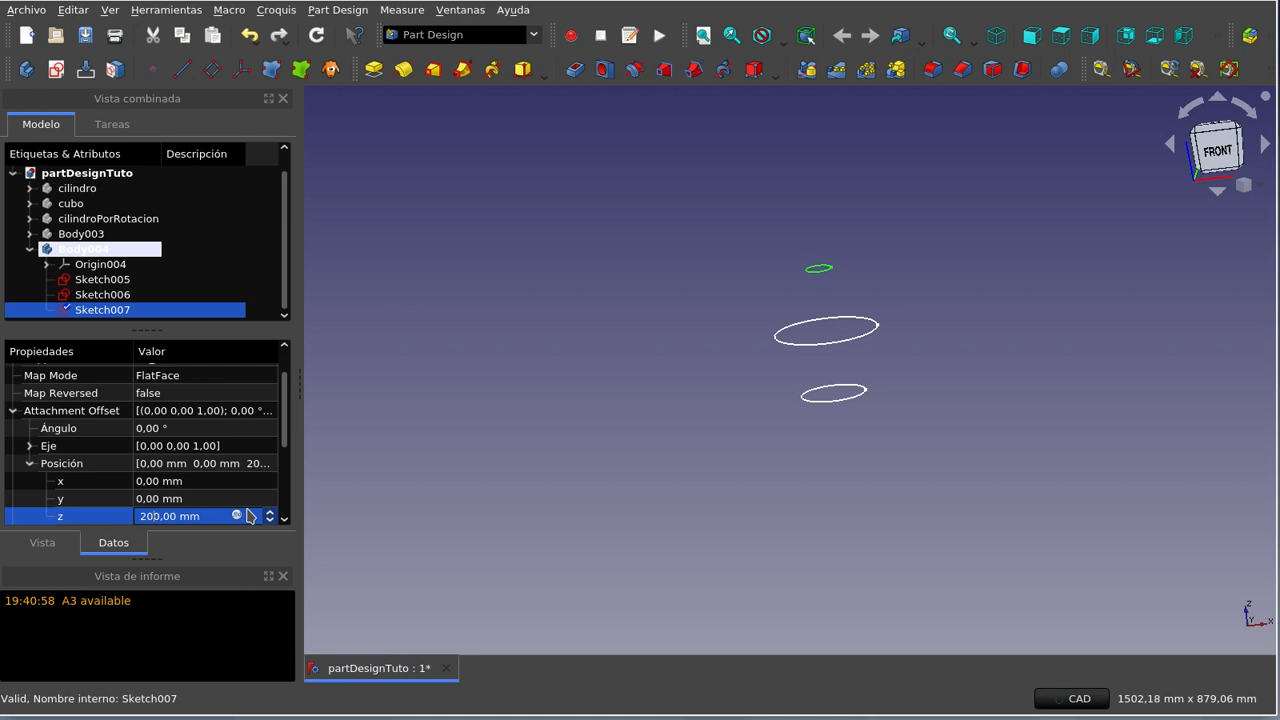 Archivo Editar Ver Herramientas Macro Croquis Part Design Measure Ventanas Ayuda
Part Design
Vista combinada
Modelo Tareas
Etiquetas & Atributos Descripción
partDesignTuto
cilindro
cubo
cilindroPorRotacion
Body003
Body004
Origin004
Sketch005
Sketch006
Sketch007
Propiedades Valor
Map Mode FlatFace
Map Reversed false
Attachment Offset [(0,00 0,00 1,00); 0,00 °...
Ángulo 0,00 °
Eje [0,00 0,00 1,00]
Posición [0,00 mm 0,00 mm 20...
x 0,00 mm
y 0,00 mm
z 200,00 mm
Vista Datos
Vista de informe
19:40:58 A3 available
FRONT
Z
Y
X
partDesignTuto : 1*
Valid, Nombre interno: Sketch007
CAD 1502,18 mm x 879,06 mm